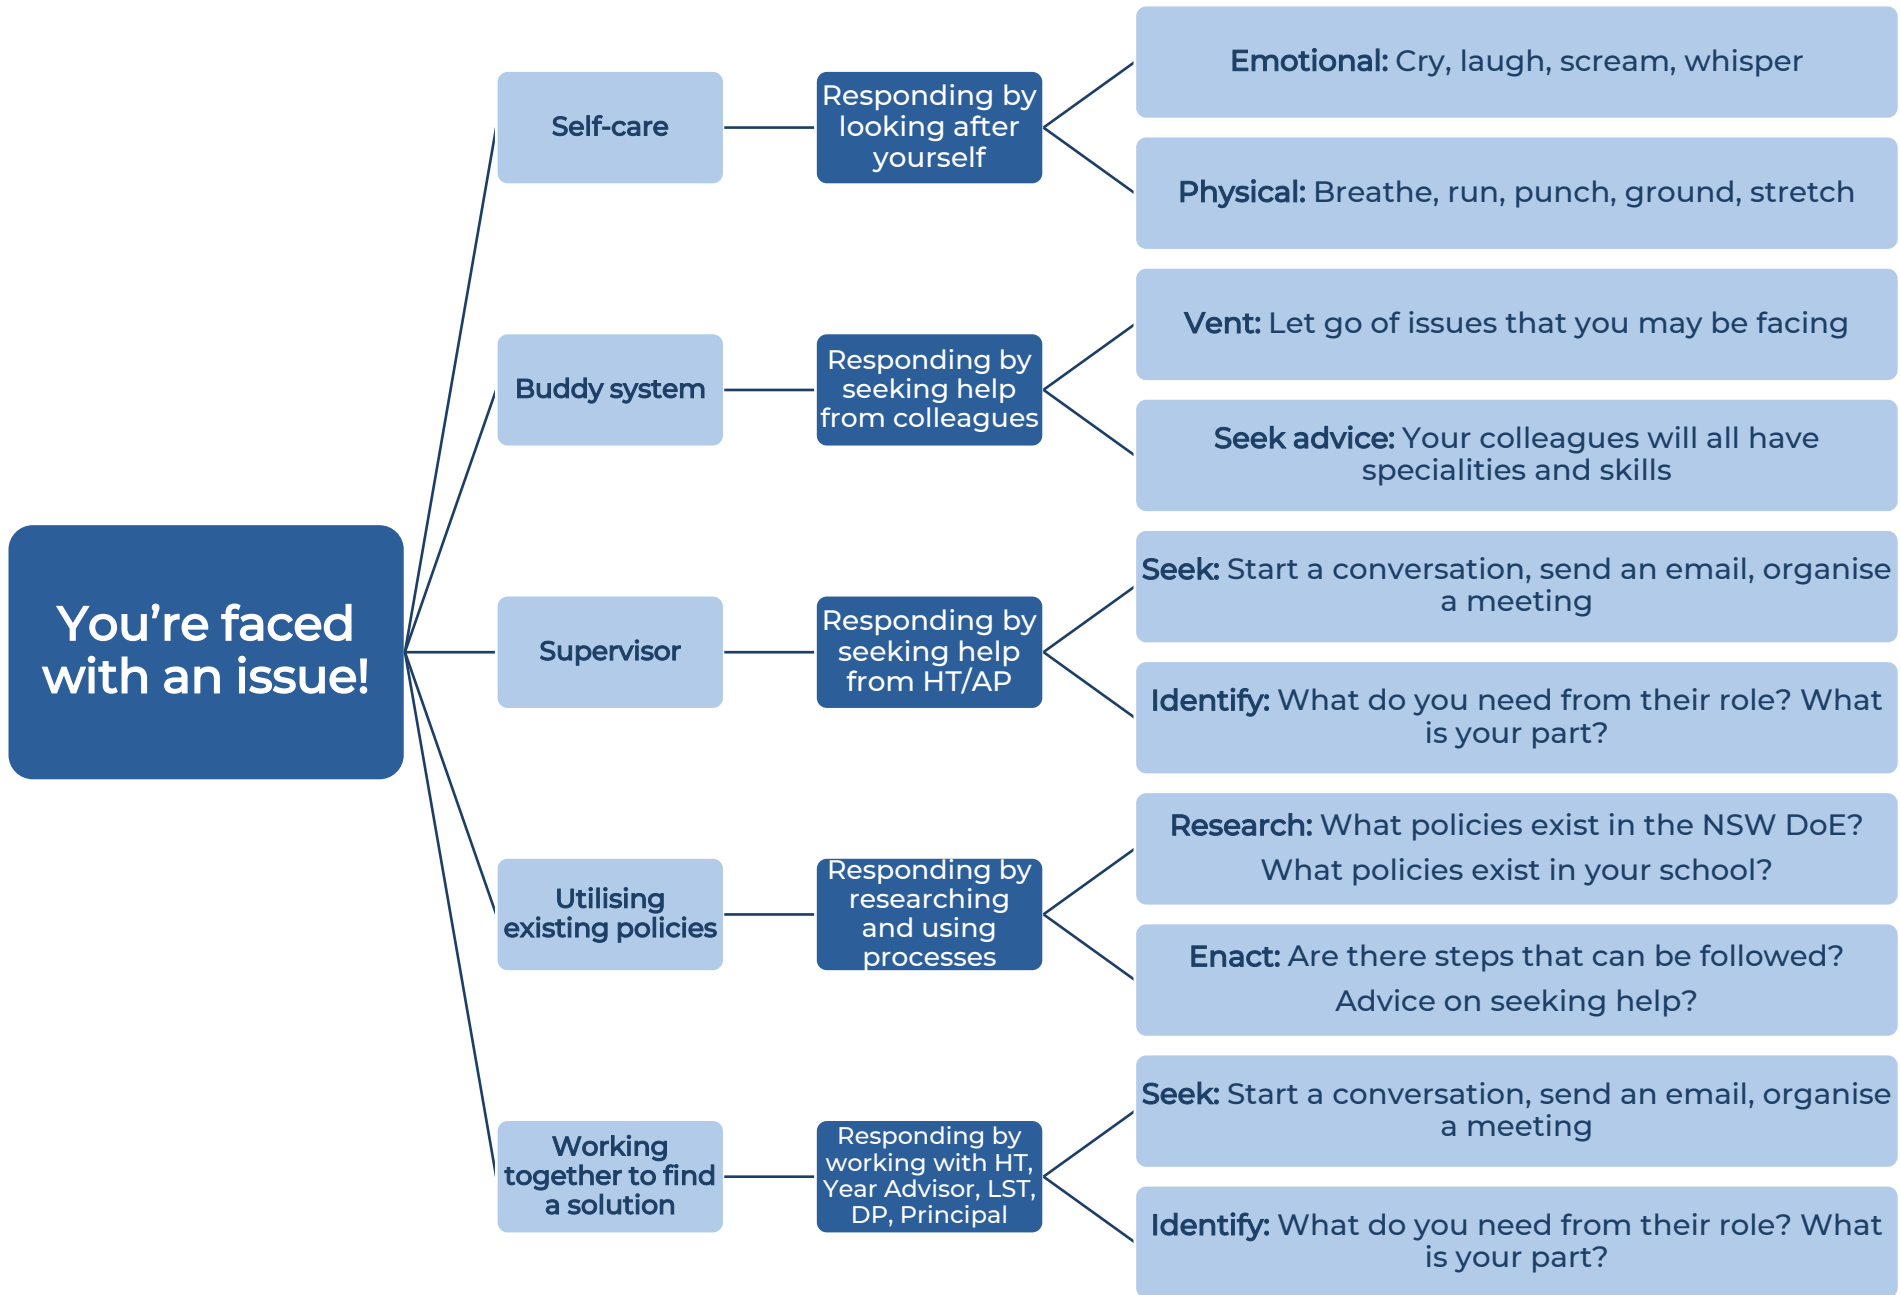 You’re faced
with an issue!
Self-care
Responding by
looking after
yourself
Emotional: Cry, laugh, scream, whisper
Physical: Breathe, run, punch, ground, stretch
Buddy system
Responding by
seeking help
from colleagues
Vent: Let go of issues that you may be facing
Seek advice: Your colleagues will all have
specialities and skills
Supervisor
Responding by
seeking help
from HT/AP
Seek: Start a conversation, send an email, organise
a meeting
Identify: What do you need from their role? What
is your part?
Utilising
existing policies
Responding by
researching
and using
processes
Research: What policies exist in the NSW DoE?
What policies exist in your school?
Enact: Are there steps that can be followed?
Advice on seeking help?
Working
together to find
a solution
Responding by
working with HT,
Year Advisor, LST,
DP, Principal
Seek: Start a conversation, send an email, organise
a meeting
Identify: What do you need from their role? What
is your part?